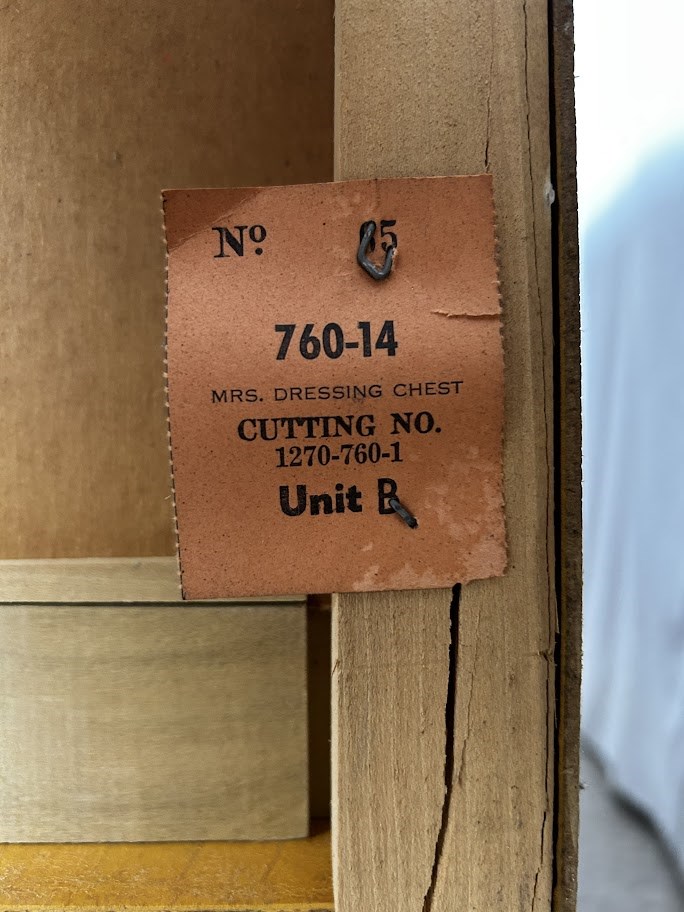 Nº
760-14
MRS. DRESSING CHEST
CUTTING NO.
1270-760-1
Unit B